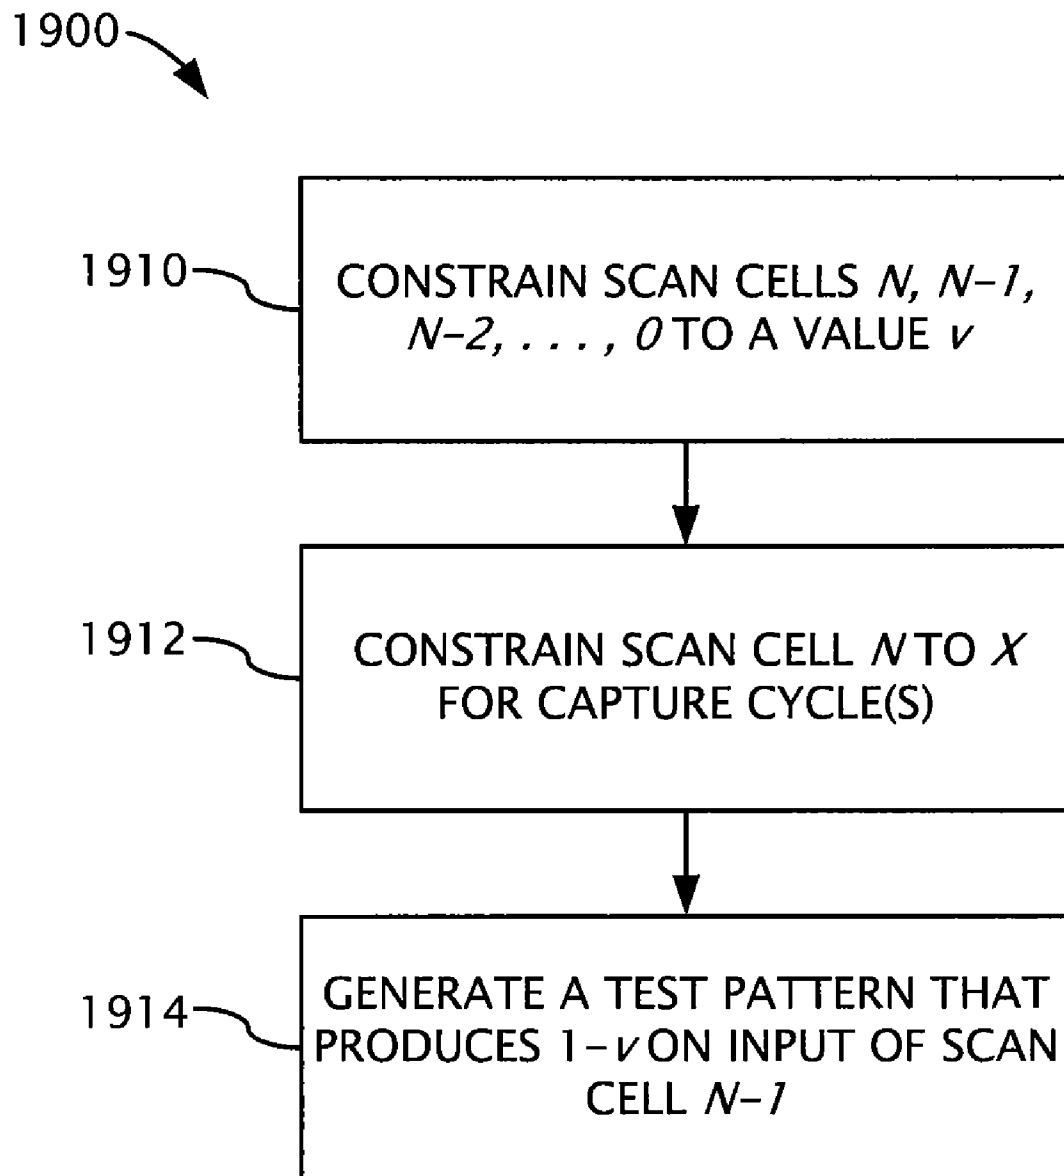 1900
1910
CONSTRAIN SCAN CELLS N, N–1,
N–2, . . . , 0 TO A VALUE v
1912
CONSTRAIN SCAN CELL N TO X
FOR CAPTURE CYCLE(S)
1914
GENERATE A TEST PATTERN THAT
PRODUCES 1–v ON INPUT OF SCAN
CELL N–1